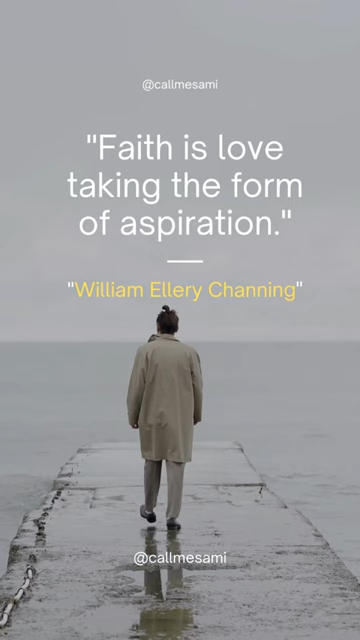 @callmesami
"Faith is love
taking the form
of aspiration."
"William Ellery Channing"
@callmesami